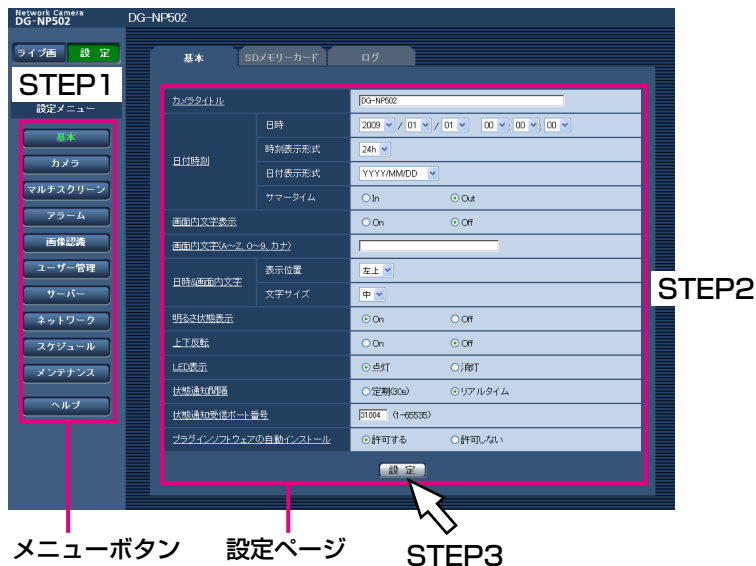 Network Camera
DG-NP502
DG-NP502
ライブ画 設 定
STEP1
設定メニュー
基本
カメラ
マルチスクリーン
アラーム
画像認識
ユーザー管理
サーバー
ネットワーク
スケジュール
メンテナンス
ヘルプ
基本 SDメモリーカード ログ
カメラタイトル DG-NP502
日付時刻
日時 2009 / 01 / 01 00 : 00 : 00
時刻表示形式 24h
日付表示形式 YYYY/MM/DD
サマータイム In Out
画面内文字表示 On Off
画面内文字(A～Z, 0～9, カナ)
日時&画面内文字
表示位置 左上
文字サイズ 中
明るさ状態表示 On Off
上下反転 On Off
LED表示 点灯 消灯
状態通知間隔 定期(30s) リアルタイム
状態通知受信ポート番号 31004 (1-65535)
プラグインソフトウェアの自動インストール 許可する 許可しない
設 定
STEP2
メニューボタン 設定ページ STEP3